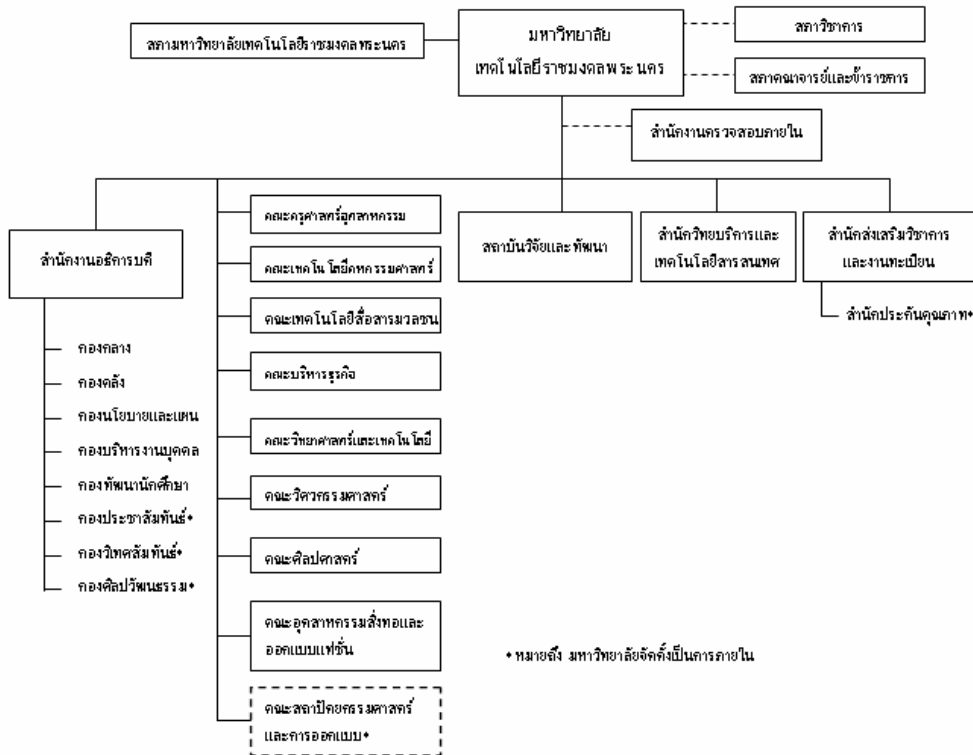 สภามหาวิทยาลัยเทคโนโลยีราชมงคลพระนคร
มหาวิทยาลัย
เทคโนโลยีราชมงคลพระนคร
สภาวิชาการ
สภาคณาจารย์และข้าราชการ
สำนักงานตรวจสอบภายใน
สำนักงานอธิการบดี
กองกลาง
กองคลัง
กองนโยบายและแผน
กองบริหารงานบุคคล
กองพัฒนานักศึกษา
กองประชาสัมพันธ์*
กองวิเทศสัมพันธ์*
กองศิลปวัฒนธรรม*
คณะครุศาสตร์อุตสาหกรรม
คณะเทคโนโลยีคหกรรมศาสตร์
คณะเทคโนโลยีสื่อสารมวลชน
คณะบริหารธุรกิจ
คณะวิทยาศาสตร์และเทคโนโลยี
คณะวิศวกรรมศาสตร์
คณะศิลปศาสตร์
คณะอุตสาหกรรมสิ่งทอและ
ออกแบบแฟชั่น
คณะสถาปัตยกรรมศาสตร์
และการออกแบบ*
สถาบันวิจัยและพัฒนา
สำนักวิทยบริการและ
เทคโนโลยีสารสนเทศ
สำนักส่งเสริมวิชาการ
และงานทะเบียน
สำนักประกันคุณภาพ*
* หมายถึง มหาวิทยาลัยจัดตั้งเป็นการภายใน